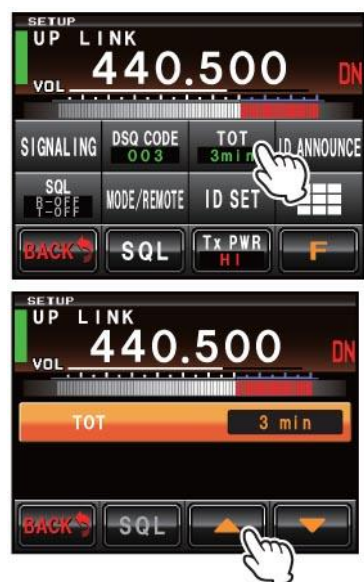 SETUP
UP LINK
VOL 440.500 DN
SIGNALING DSQ CODE TOT ID ANNOUNCE
003 3min
SQL MODE/REMOTE ID SET
B-OFF
T-OFF
BACK SQL Tx PWR F
HI
SETUP
UP LINK
VOL 440.500 DN
TOT 3 min
BACK SQL